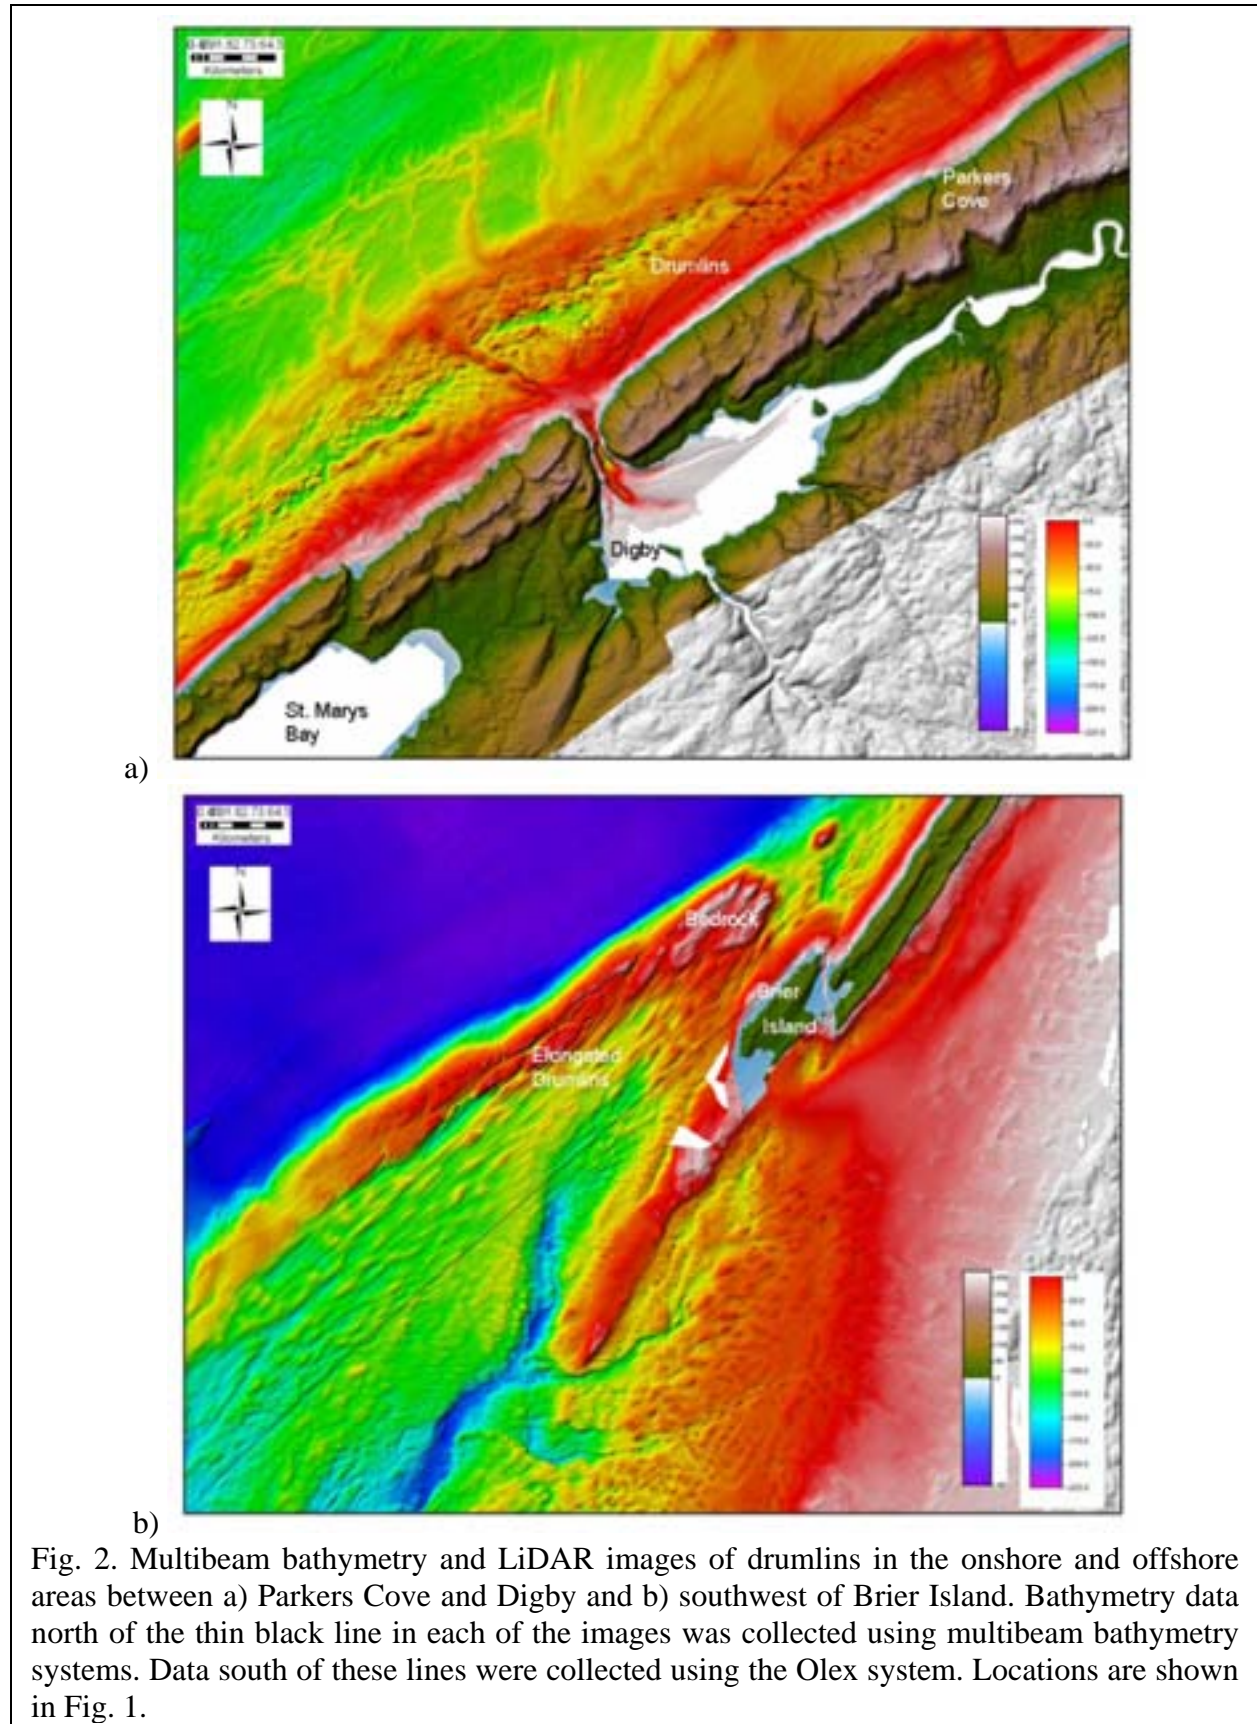 Kilometers
N
Parkers
Cove
Drumlins
Digby
St. Marys
Bay
a)
Kilometers
N
Bedrock
Brier
Island
Elongated
Drumlins
b)
Fig. 2. Multibeam bathymetry and LiDAR images of drumlins in the onshore and offshore
areas between a) Parkers Cove and Digby and b) southwest of Brier Island. Bathymetry data
north of the thin black line in each of the images was collected using multibeam bathymetry
systems. Data south of these lines were collected using the Olex system. Locations are shown
in Fig. 1.